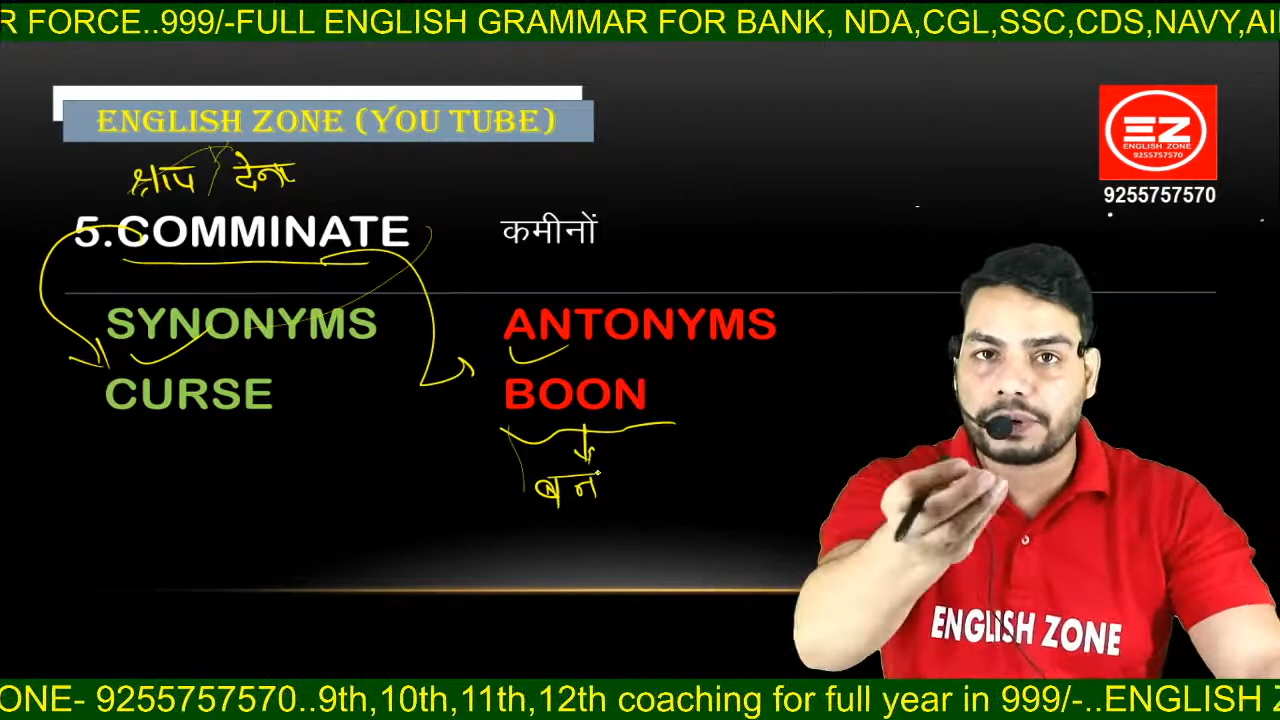 R FORCE..999/-FULL ENGLISH GRAMMAR FOR BANK, NDA,CGL,SSC,CDS,NAVY,AI
ENGLISH ZONE (YOU TUBE)
EZ
ENGLISH ZONE
9255757570
9255757570
श्राप देना
5.COMMINATE कमीनों
SYNONYMS ANTONYMS
CURSE BOON
बन
ENGLISH ZONE
ONE- 9255757570..9th,10th,11th,12th coaching for full year in 999/-..ENGLISH Z